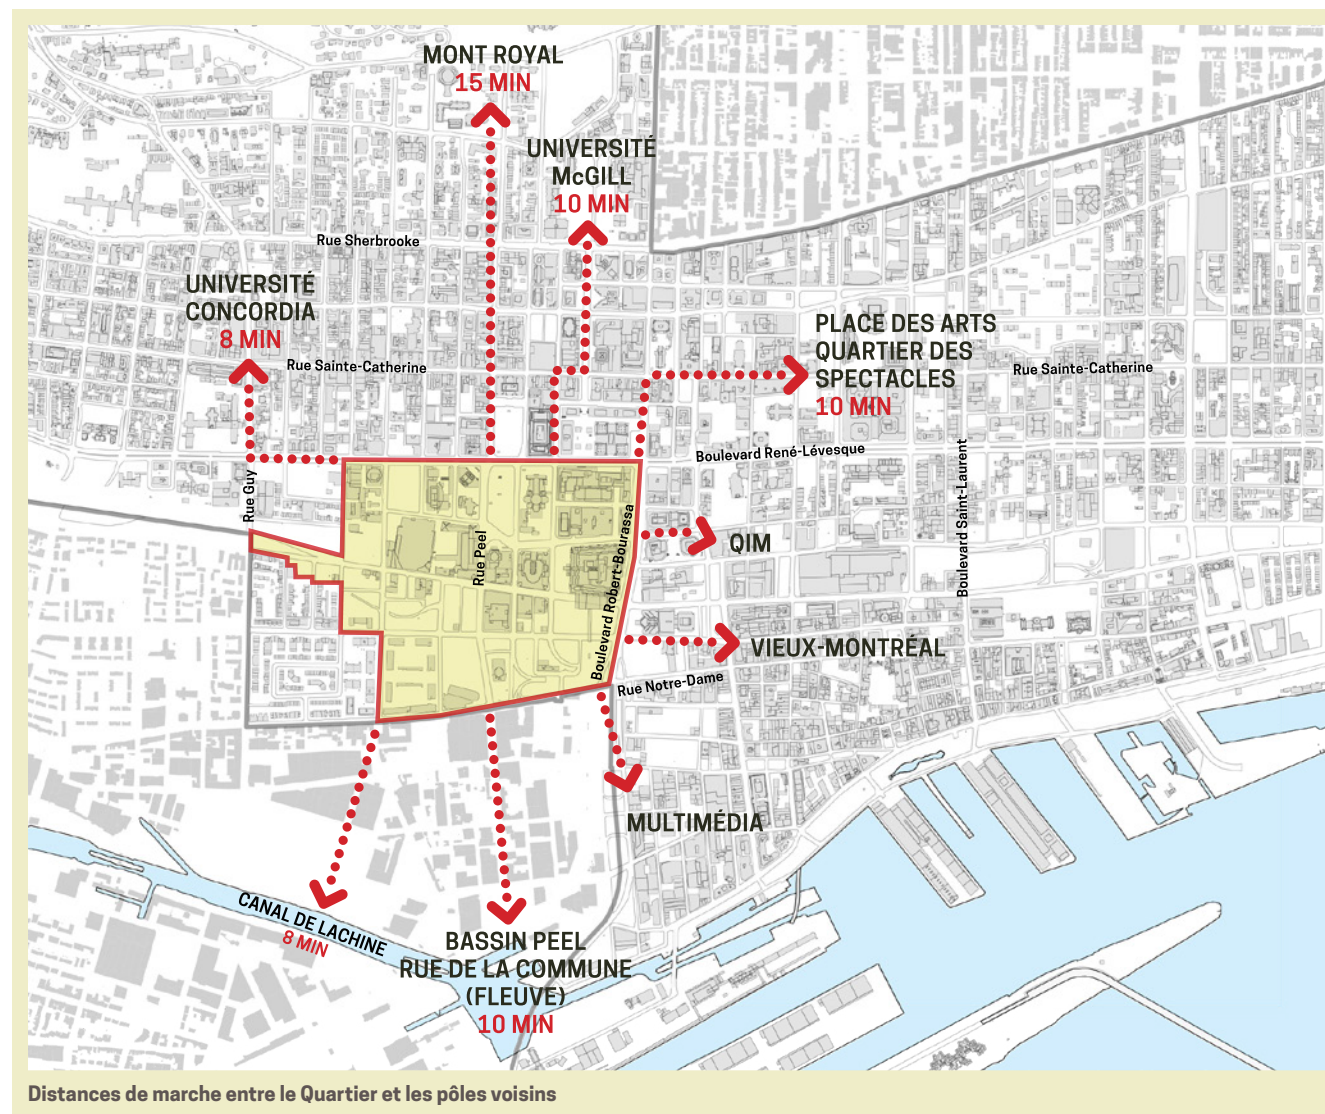 MONT ROYAL
15 MIN
UNIVERSITÉ
McGILL
10 MIN
Rue Sherbrooke
UNIVERSITÉ
CONCORDIA
8 MIN
Rue Sainte-Catherine
PLACE DES ARTS
QUARTIER DES
SPECTACLES
10 MIN
Rue Sainte-Catherine
Boulevard René-Lévesque
Rue Guy
Boulevard Saint-Laurent
Rue Peel
Boulevard Robert-Bourassa
QIM
VIEUX-MONTRÉAL
Rue Notre-Dame
MULTIMÉDIA
CANAL DE LACHINE
8 MIN
BASSIN PEEL
RUE DE LA COMMUNE
(FLEUVE)
10 MIN
Distances de marche entre le Quartier et les pôles voisins